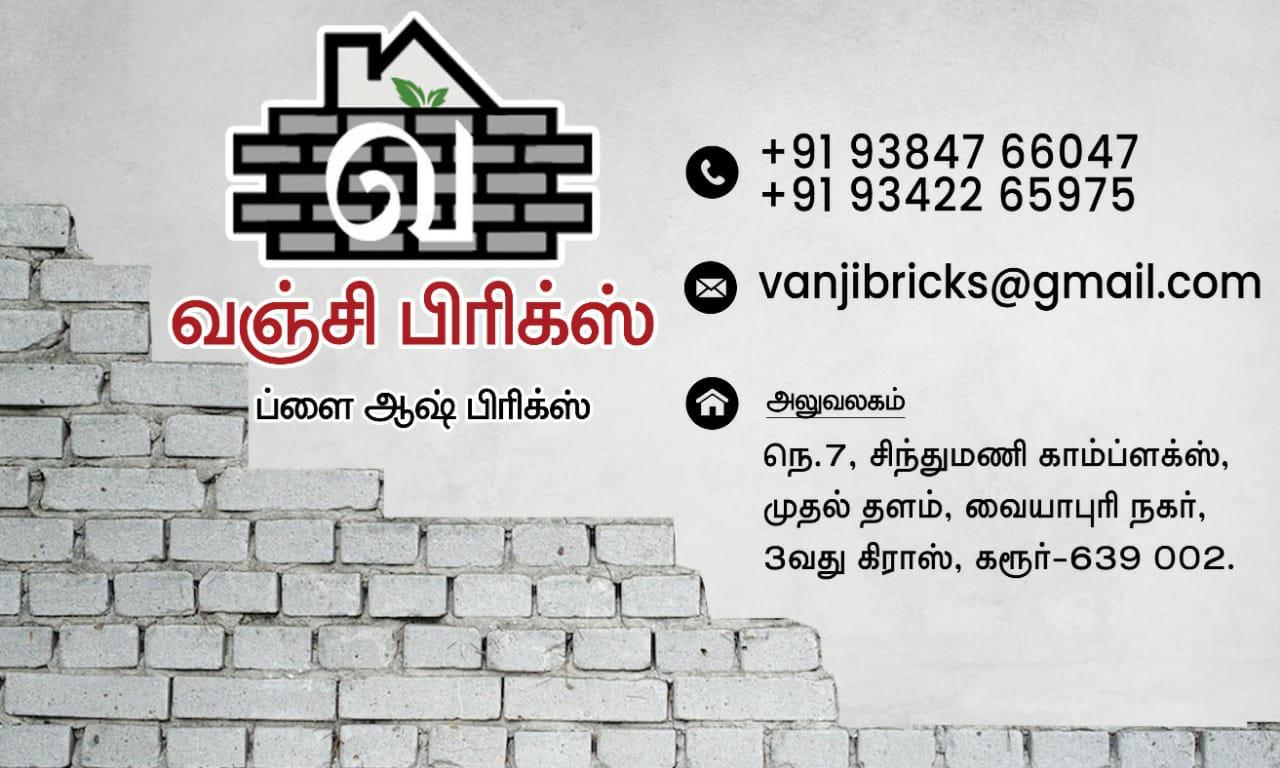 வ
வஞ்சி பிரிக்ஸ்
ப்ளை ஆஷ் பிரிக்ஸ்
+91 93847 66047
+91 93422 65975
vanjibricks@gmail.com
அலுவலகம்
நெ.7, சிந்துமணி காம்ப்ளக்ஸ்,
முதல் தளம், வையாபுரி நகர்,
3வது கிராஸ், கரூர்-639 002.